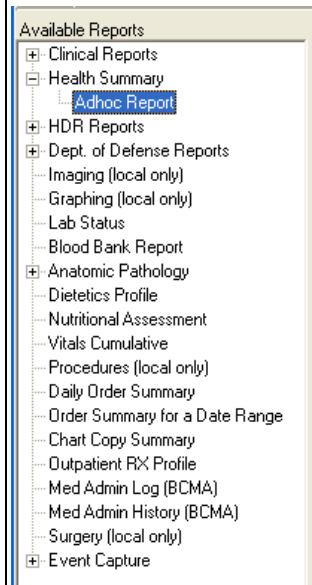 Available Reports
Clinical Reports
Health Summary
Adhoc Report
HDR Reports
Dept. of Defense Reports
Imaging (local only)
Graphing (local only)
Lab Status
Blood Bank Report
Anatomic Pathology
Dietetics Profile
Nutritional Assessment
Vitals Cumulative
Procedures (local only)
Daily Order Summary
Order Summary for a Date Range
Chart Copy Summary
Outpatient RX Profile
Med Admin Log (BCMA)
Med Admin History (BCMA)
Surgery (local only)
Event Capture